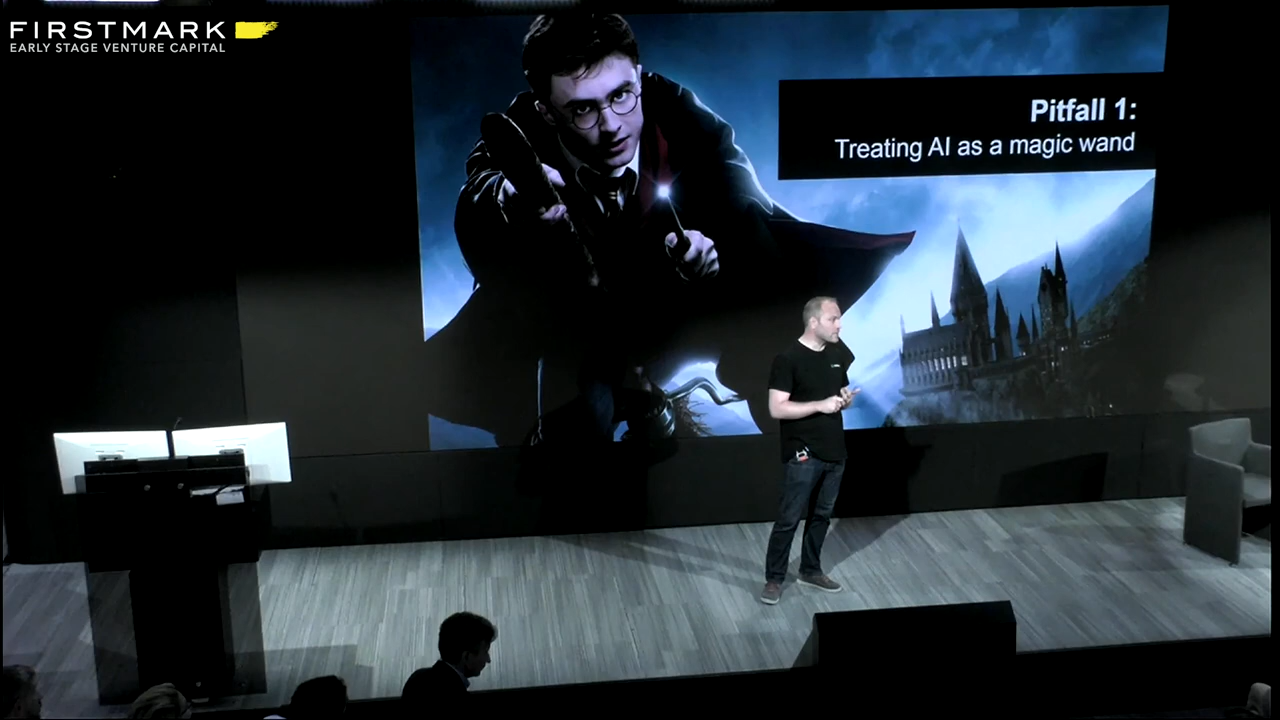 FIRSTMARK
EARLY STAGE VENTURE CAPITAL
Pitfall 1:
Treating AI as a magic wand